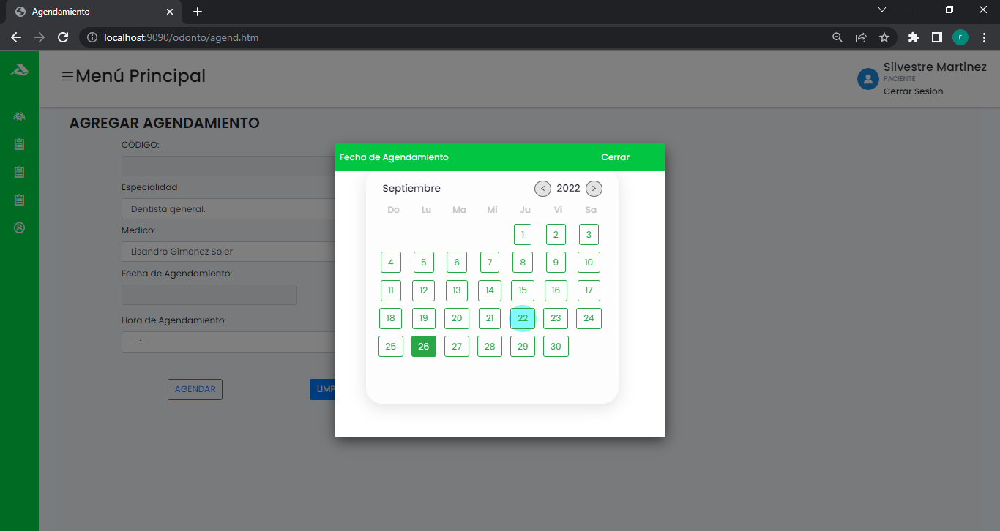 Agendamiento
localhost:9090/odonto/agend.htm
r
Menú Principal
Silvestre Martinez
PACIENTE
Cerrar Sesion
AGREGAR AGENDAMIENTO
CÓDIGO:
Especialidad
Dentista general.
Medico:
Lisandro Gimenez Soler
Fecha de Agendamiento:
Hora de Agendamiento:
--:--
AGENDAR
LIMP
Fecha de Agendamiento Cerrar
Septiembre < 2022 >
Do Lu Ma Mi Ju Vi Sa
1 2 3
4 5 6 7 8 9 10
11 12 13 14 15 16 17
18 19 20 21 22 23 24
25 26 27 28 29 30